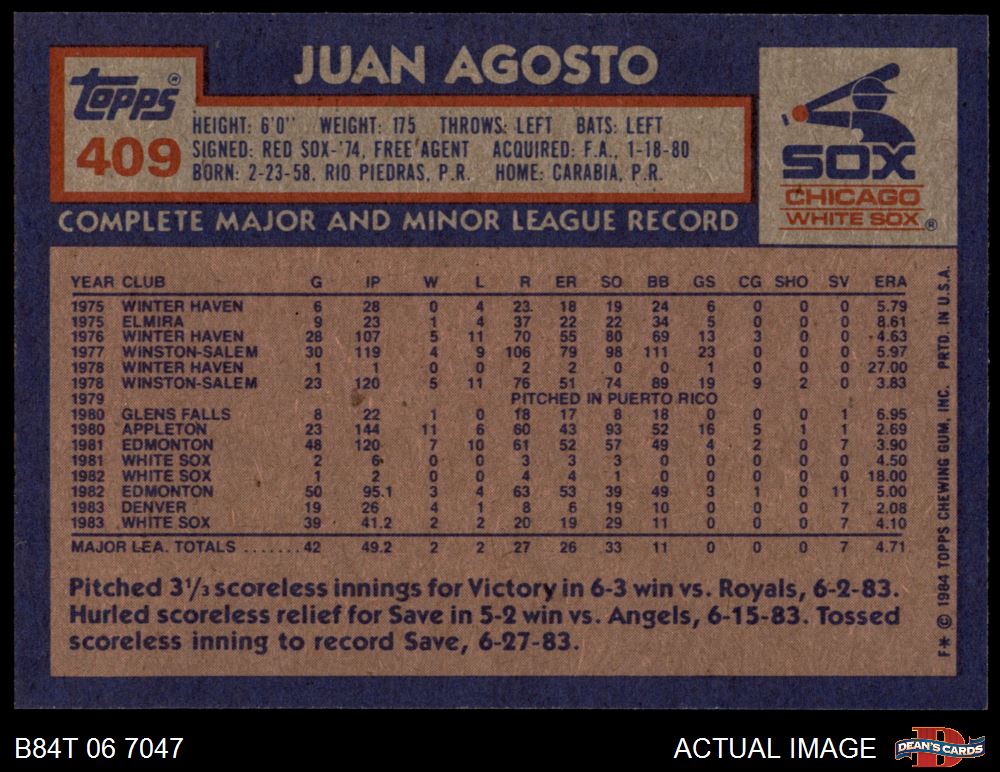 JUAN AGOSTO
Topps®
409
HEIGHT: 6'0" WEIGHT: 175 THROWS: LEFT BATS: LEFT
SIGNED: RED SOX-'74, FREE AGENT ACQUIRED: F.A., 1-18-80
BORN: 2-23-58, RIO PIEDRAS, P.R. HOME: CARABIA, P.R.
SOX
CHICAGO
WHITE SOX®
COMPLETE MAJOR AND MINOR LEAGUE RECORD
YEAR CLUB G IP W L R ER SO BB GS CG SHO SV ERA
1975 WINTER HAVEN 6 28 0 4 23 18 19 24 6 0 0 0 5.79
1975 ELMIRA 9 23 1 4 37 22 22 34 5 0 0 0 8.61
1976 WINTER HAVEN 28 107 5 11 70 55 80 69 13 3 0 0 4.63
1977 WINSTON-SALEM 30 119 4 9 106 79 98 111 23 0 0 0 5.97
1978 WINTER HAVEN 1 1 0 0 2 2 0 0 1 0 0 0 27.00
1978 WINSTON-SALEM 23 120 5 11 76 51 74 89 19 9 2 0 3.83
1979 PITCHED IN PUERTO RICO
1980 GLENS FALLS 8 22 1 0 18 17 8 18 0 0 0 1 6.95
1980 APPLETON 23 144 11 6 60 43 93 52 16 5 1 1 2.69
1981 EDMONTON 48 120 7 10 61 52 57 49 4 2 0 7 3.90
1981 WHITE SOX 2 6 0 0 3 3 3 0 0 0 0 0 4.50
1982 WHITE SOX 1 2 0 0 4 4 1 0 0 0 0 0 18.00
1982 EDMONTON 50 95.1 3 4 63 53 39 49 3 1 0 11 5.00
1983 DENVER 19 26 4 1 8 6 19 10 0 0 0 7 2.08
1983 WHITE SOX 39 41.2 2 2 20 19 29 11 0 0 0 7 4.10
MAJOR LEA. TOTALS ....... 42 49.2 2 2 27 26 33 11 0 0 0 7 4.71
Pitched 3⅓ scoreless innings for Victory in 6-3 win vs. Royals, 6-2-83.
Hurled scoreless relief for Save in 5-2 win vs. Angels, 6-15-83. Tossed
scoreless inning to record Save, 6-27-83.
F* © 1984 TOPPS CHEWING GUM, INC. PRTD. IN U.S.A.
B84T 06 7047
ACTUAL IMAGE
D
DEAN'S CARDS